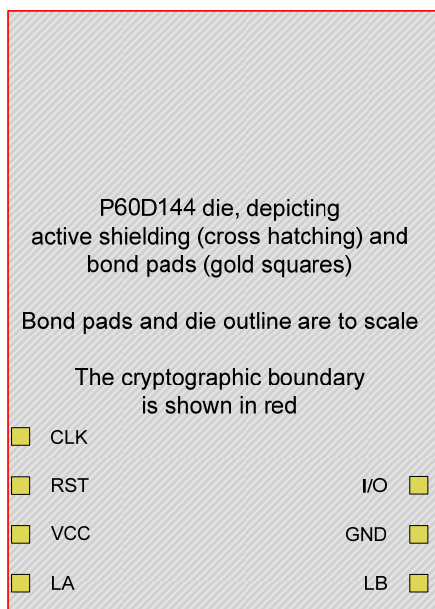 P60D144 die, depicting
active shielding (cross hatching) and
bond pads (gold squares)
Bond pads and die outline are to scale
The cryptographic boundary
is shown in red
CLK
RST I/O
VCC GND
LA LB